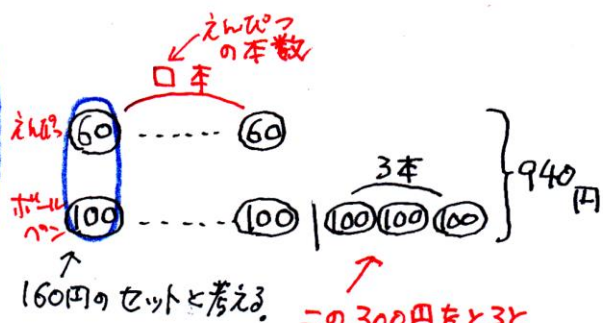 えんぴつ
の本数
□本
えんぴつ 60 ‥‥‥ 60
3本
ボールペン 100 ‥‥‥ 100 | 100 100 100
940円
160円のセットと考える。
この300円をとると